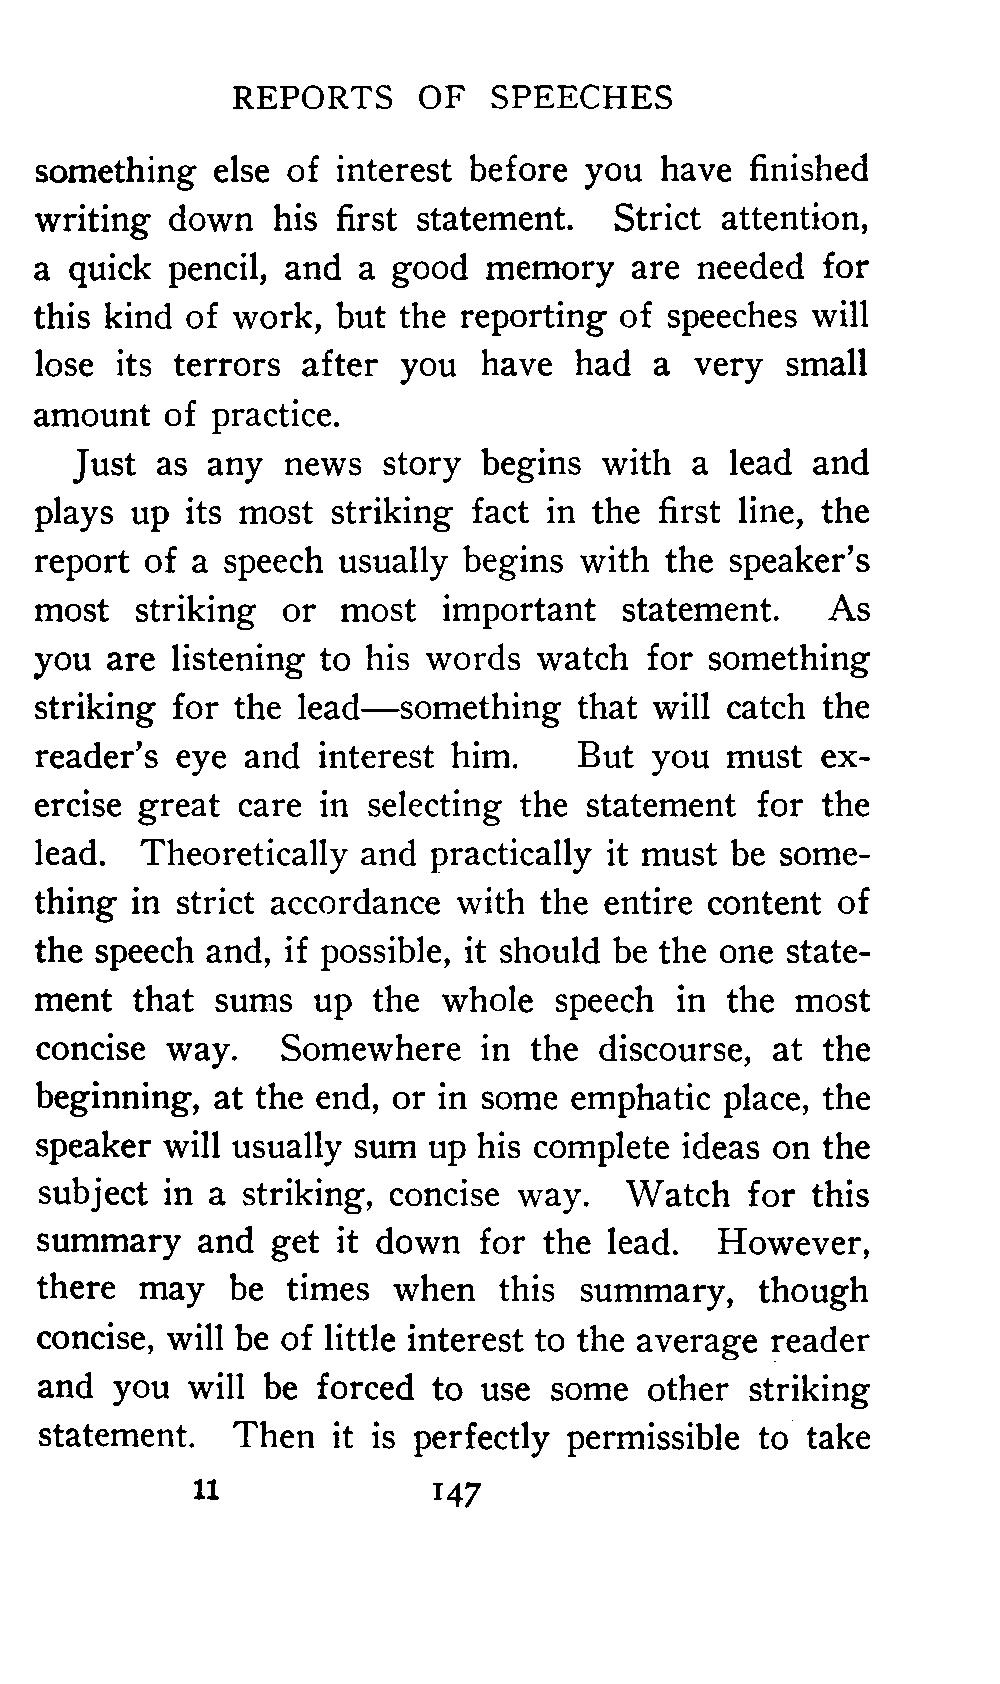 REPORTS OF SPEECHES
something else of interest before you have finished
writing down his first statement. Strict attention,
a quick pencil, and a good memory are needed for
this kind of work, but the reporting of speeches will
lose its terrors after you have had a very small
amount of practice.
Just as any news story begins with a lead and
plays up its most striking fact in the first line, the
report of a speech usually begins with the speaker's
most striking or most important statement. As
you are listening to his words watch for something
striking for the lead—something that will catch the
reader's eye and interest him. But you must ex-
ercise great care in selecting the statement for the
lead. Theoretically and practically it must be some-
thing in strict accordance with the entire content of
the speech and, if possible, it should be the one state-
ment that sums up the whole speech in the most
concise way. Somewhere in the discourse, at the
beginning, at the end, or in some emphatic place, the
speaker will usually sum up his complete ideas on the
subject in a striking, concise way. Watch for this
summary and get it down for the lead. However,
there may be times when this summary, though
concise, will be of little interest to the average reader
and you will be forced to use some other striking
statement. Then it is perfectly permissible to take
11 147